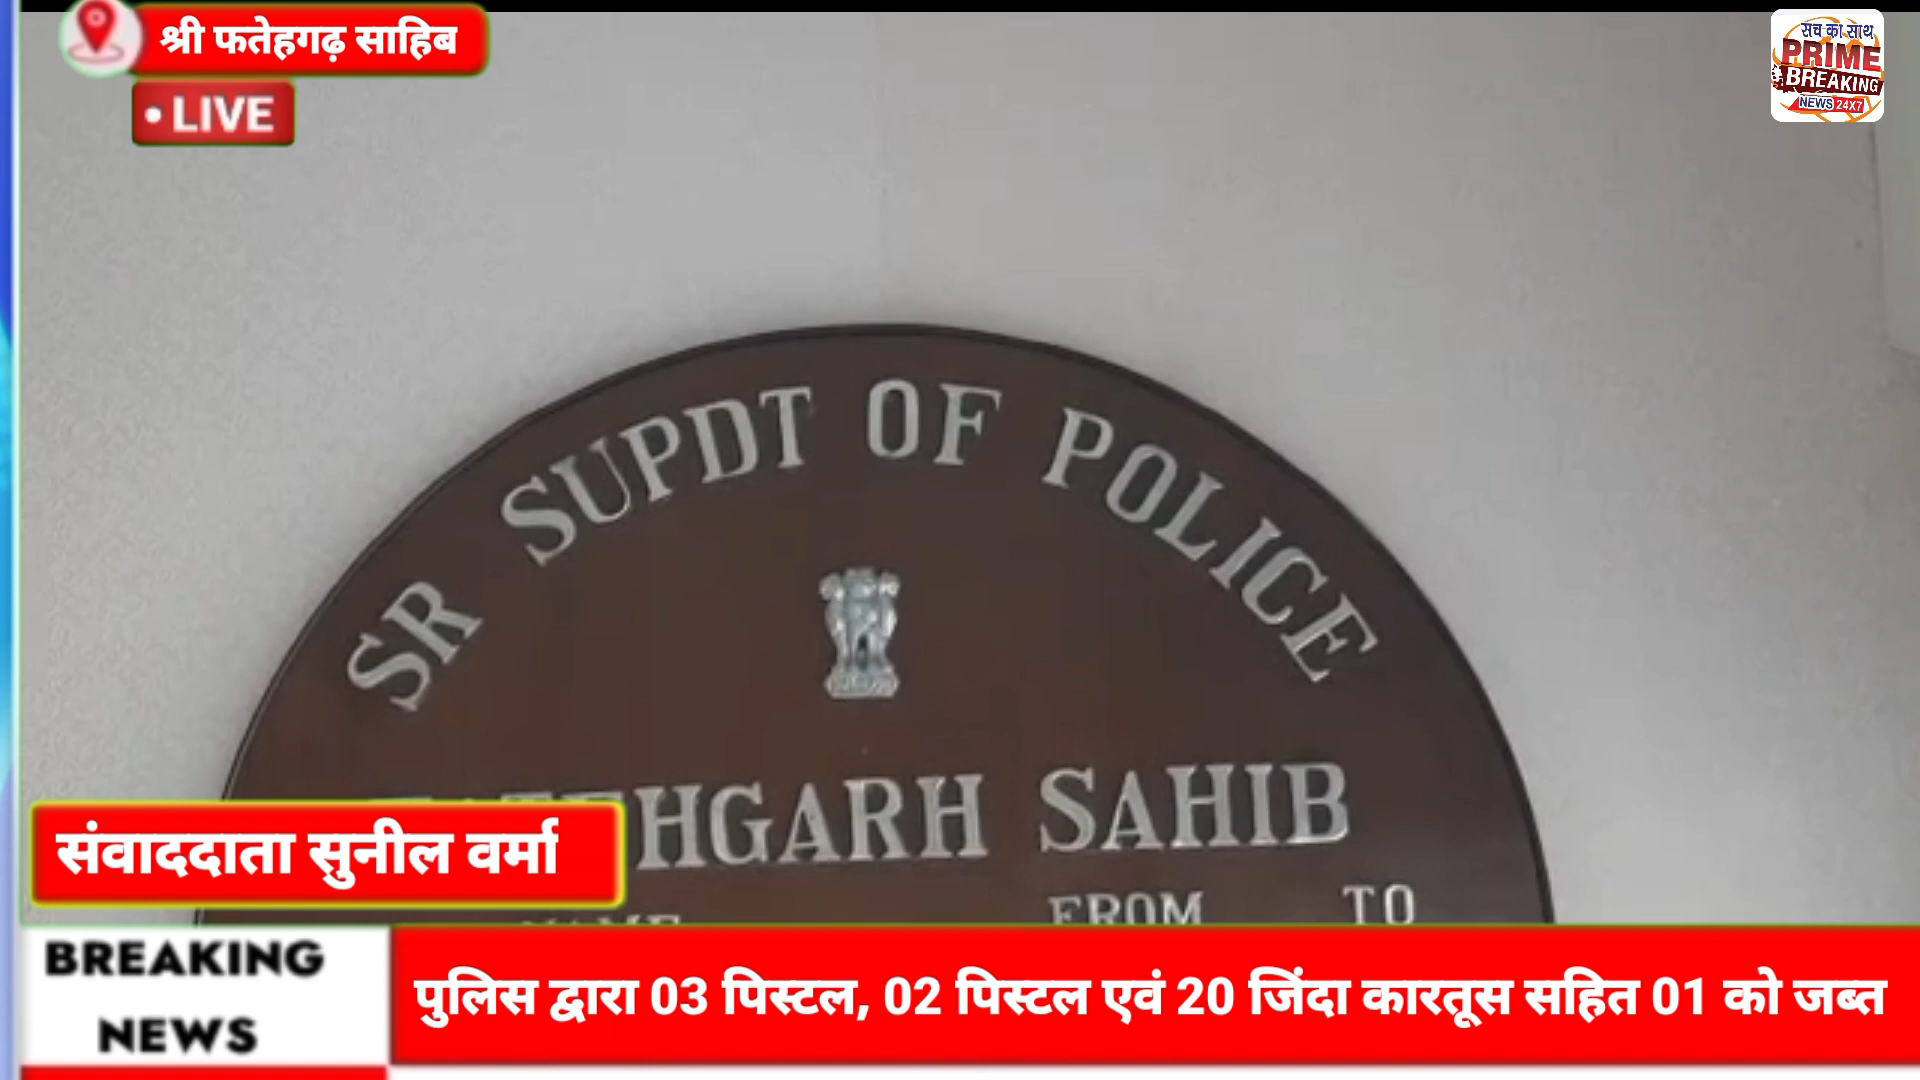 श्री फतेहगढ़ साहिब
• LIVE
सच का साथ
PRIME
BREAKING
NEWS 24X7
SR SUPDT OF POLICE
HGARH SAHIB
FROM TO
संवाददाता सुनील वर्मा
BREAKING
NEWS
पुलिस द्वारा 03 पिस्टल, 02 पिस्टल एवं 20 जिंदा कारतूस सहित 01 को जब्त